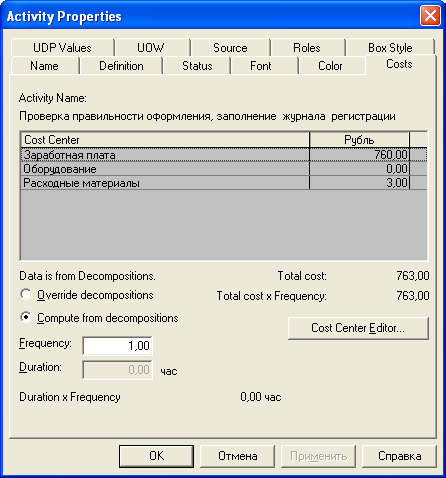 Activity Properties
UDP Values UOW Source Roles Box Style
Name Definition Status Font Color Costs
Activity Name:
Проверка правильности оформления, заполнение журнала регистрации
Cost Center Рубль
Заработная плата 760,00
Оборудование 0,00
Расходные материалы 3,00
Data is from Decompositions. Total cost: 763,00
Override decompositions Total cost x Frequency: 763,00
Compute from decompositions
Cost Center Editor...
Frequency: 1,00
Duration: 0,00 час
Duration x Frequency 0,00 час
OK Отмена Применить Справка